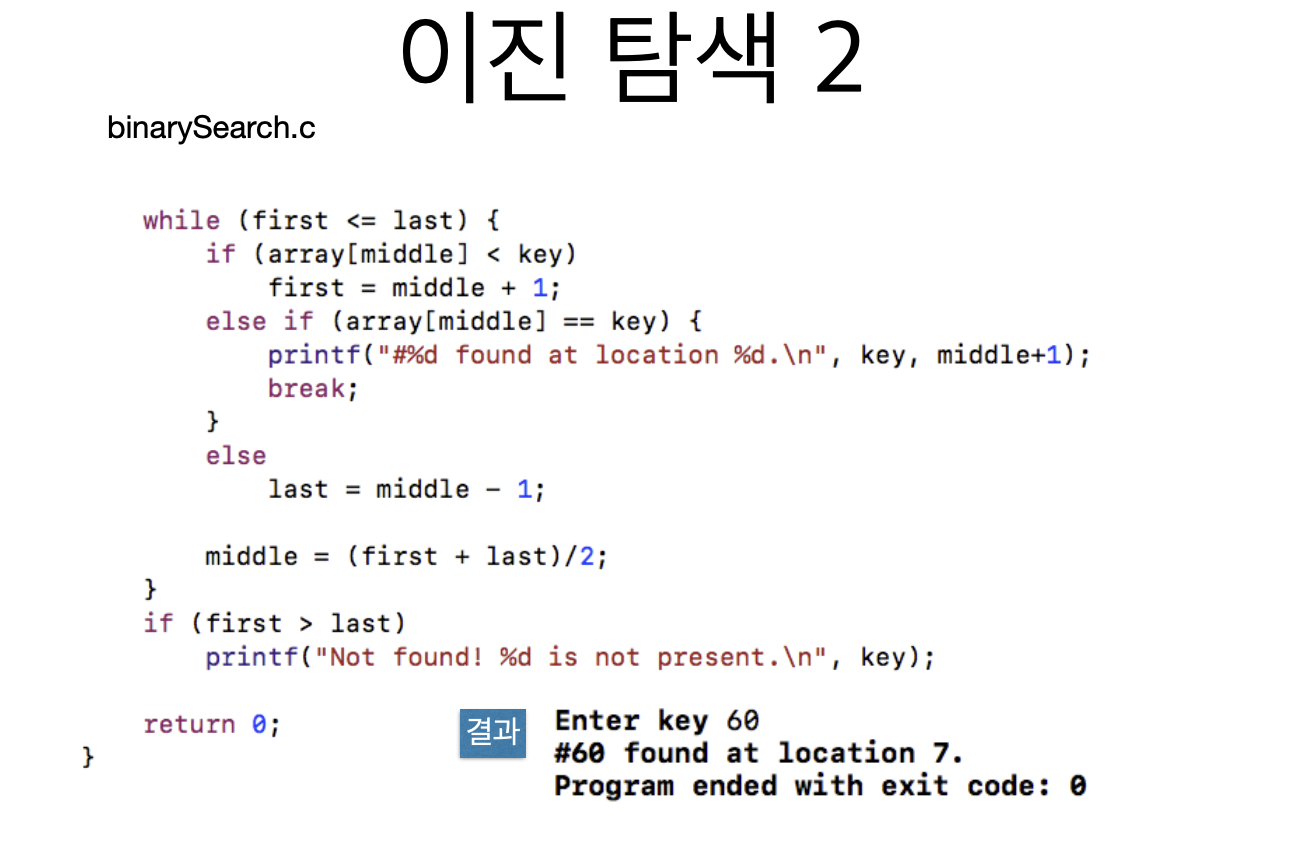 이진 탐색 2
binarySearch.c
while (first <= last) {
if (array[middle] < key)
first = middle + 1;
else if (array[middle] == key) {
printf("#%d found at location %d.\n", key, middle+1);
break;
}
else
last = middle - 1;
middle = (first + last)/2;
}
if (first > last)
printf("Not found! %d is not present.\n", key);
return 0;
}
결과
Enter key 60
#60 found at location 7.
Program ended with exit code: 0